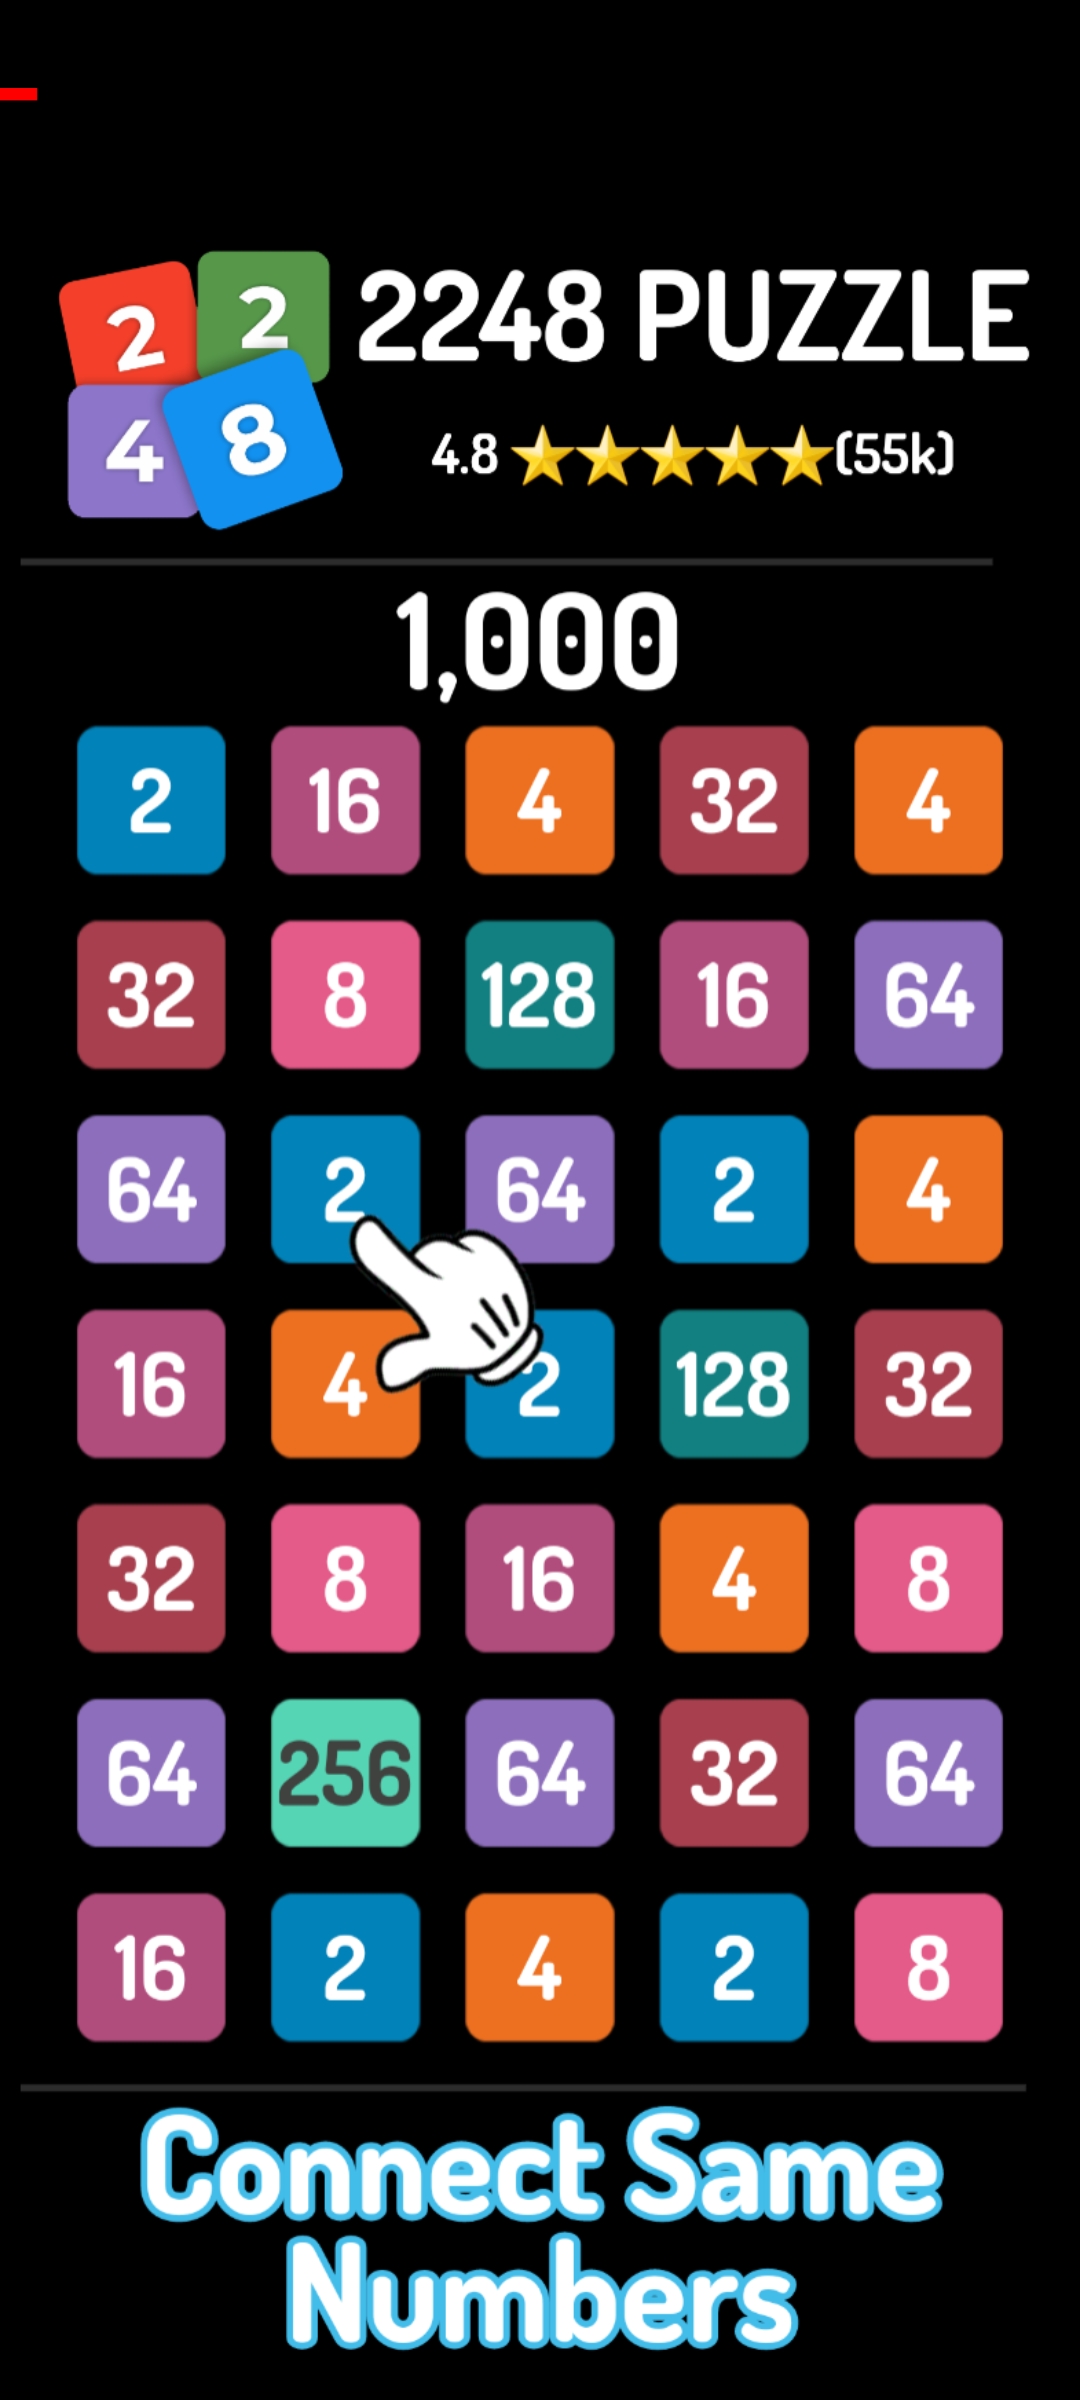 2 2
4 8
2248 PUZZLE
4.8 ⭐⭐⭐⭐⭐(55k)
1,000
2 16 4 32 4
32 8 128 16 64
64 2 64 2 4
16 4 2 128 32
32 8 16 4 8
64 256 64 32 64
16 2 4 2 8
Connect Same
Numbers